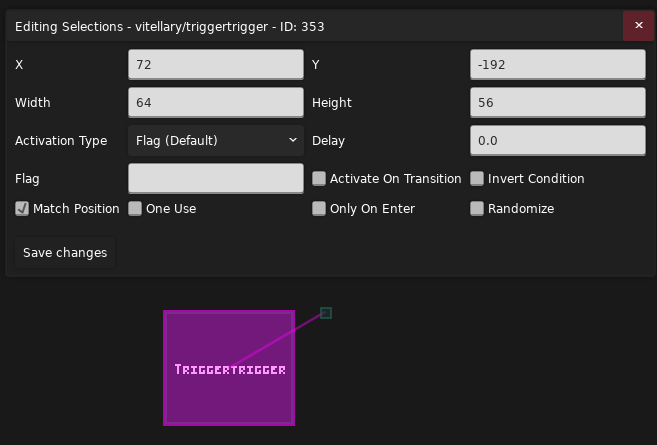 Editing Selections - vitellary/triggertrigger - ID: 353 ×
X 72 Y -192
Width 64 Height 56
Activation Type Flag (Default) Delay 0.0
Flag Activate On Transition Invert Condition
Match Position One Use Only On Enter Randomize
Save changes
TRIGGERTRIGGER